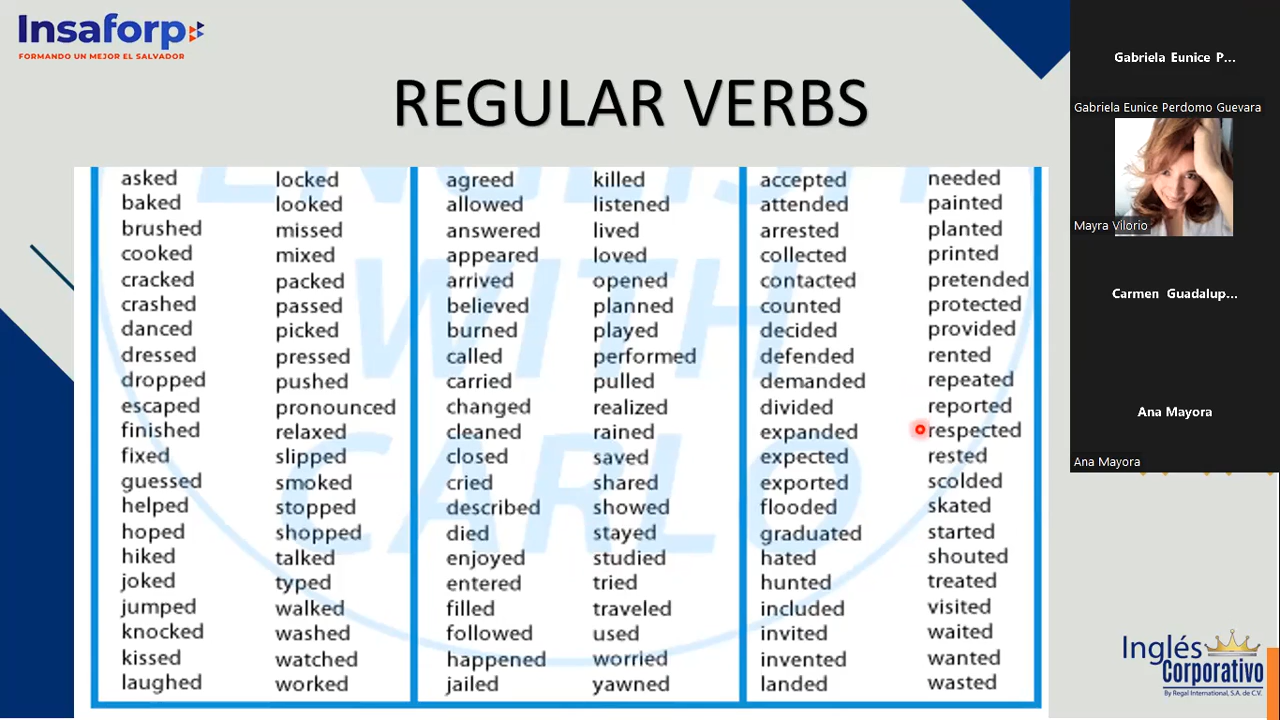 Insaforp
FORMANDO UN MEJOR EL SALVADOR
REGULAR VERBS
ENGLISH
WITH
CARLO
asked locked agreed killed accepted needed
baked looked allowed listened attended painted
brushed missed answered lived arrested planted
cooked mixed appeared loved collected printed
cracked packed arrived opened contacted pretended
crashed passed believed planned counted protected
danced picked burned played decided provided
dressed pressed called performed defended rented
dropped pushed carried pulled demanded repeated
escaped pronounced changed realized divided reported
finished relaxed cleaned rained expanded respected
fixed slipped closed saved expected rested
guessed smoked cried shared exported scolded
helped stopped described showed flooded skated
hoped shopped died stayed graduated started
hiked talked enjoyed studied hated shouted
joked typed entered tried hunted treated
jumped walked filled traveled included visited
knocked washed followed used invited waited
kissed watched happened worried invented wanted
laughed worked jailed yawned landed wasted
Gabriela Eunice P...
Gabriela Eunice Perdomo Guevara
Mayra Vilorio
Carmen Guadalup...
Ana Mayora
Ana Mayora
Inglés
Corporativo
By Regal International, S.A. de C.V.